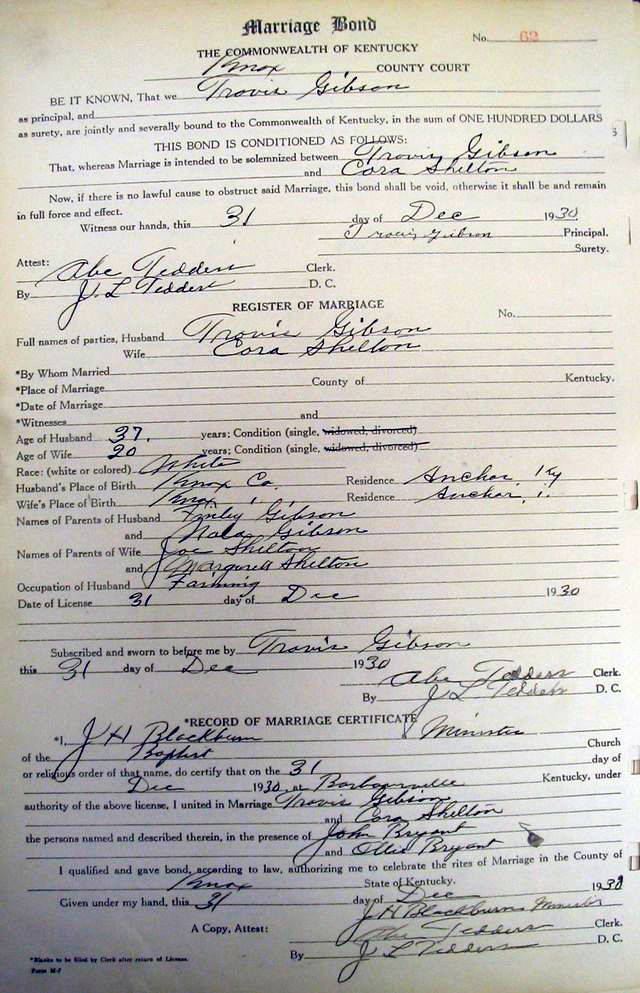 Marriage Bond
No. 62
THE COMMONWEALTH OF KENTUCKY
Knox COUNTY COURT
BE IT KNOWN, That we Travis Gibson
as principal, and
as surety, are jointly and severally bound to the Commonwealth of Kentucky, in the sum of ONE HUNDRED DOLLARS
THIS BOND IS CONDITIONED AS FOLLOWS:
That, whereas Marriage is intended to be solemnized between Travis Gibson
and Cora Shelton
Now, if there is no lawful cause to obstruct said Marriage, this bond shall be void, otherwise it shall be and remain
in full force and effect.
Witness our hands, this 31 day of Dec 1930
Travis Gibson Principal.
Surety.
Attest: Abe Tedders Clerk.
By J. L Tedders D. C.
REGISTER OF MARRIAGE
No.
Full names of parties, Husband Travis Gibson
Wife Cora Shelton
*By Whom Married
*Place of Marriage County of Kentucky.
*Date of Marriage
*Witnesses and
Age of Husband 37. years; Condition (single, widowed, divorced)
Age of Wife 20 years; Condition (single, widowed, divorced)
Race: (white or colored) White
Husband's Place of Birth Knox Co. Residence Anchor, Ky
Wife's Place of Birth Knox " Residence Anchor, "
Names of Parents of Husband Finley Gibson
and Gibson
Names of Parents of Wife Joe Shelton
and Margarett Shelton
Occupation of Husband Farming
Date of License 31 day of Dec 1930
Subscribed and sworn to before me by Travis Gibson
this 31 day of Dec 1930
Abe Tedders Clerk.
By J L Tedders D. C.
*RECORD OF MARRIAGE CERTIFICATE
*I, J H Blackburn Minister
of the Baptist Church
or religious order of that name, do certify that on the 31 day of
Dec 1930, at Barbourville Kentucky, under
authority of the above license, I united in Marriage Travis Gibson
and Cora Shelton
the persons named and described therein, in the presence of John Bryant
and Ollie Bryant
I qualified and gave bond, according to law, authorizing me to celebrate the rites of Marriage in the County of
Knox State of Kentucky.
Given under my hand, this 31 day of Dec 1930
J H Blackburn Minister
A Copy, Attest: Abe Tedders Clerk.
By J L Tedders D. C.
*Blanks to be filed by Clerk after return of License.
Form M-7